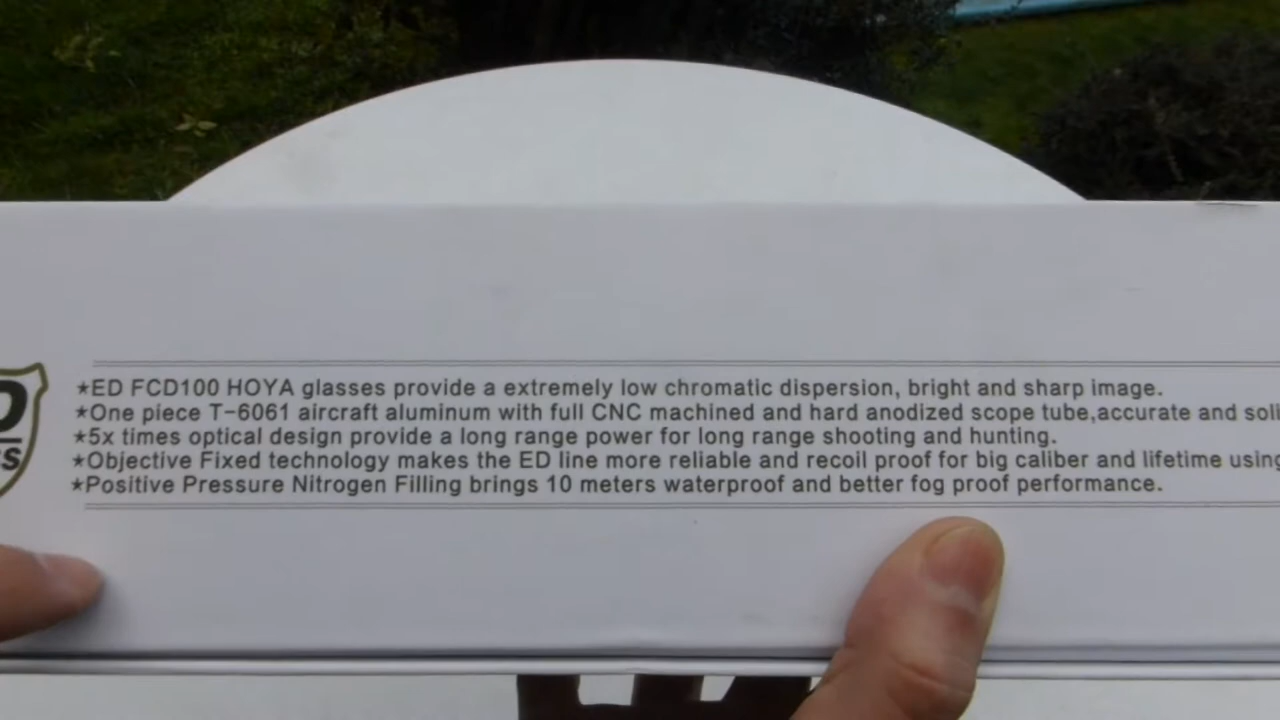 D
★ED FCD100 HOYA glasses provide a extremely low chromatic dispersion, bright and sharp image.
★One piece T-6061 aircraft aluminum with full CNC machined and hard anodized scope tube,accurate and soli
★5x times optical design provide a long range power for long range shooting and hunting.
★Objective Fixed technology makes the ED line more reliable and recoil proof for big caliber and lifetime using
★Positive Pressure Nitrogen Filling brings 10 meters waterproof and better fog proof performance.